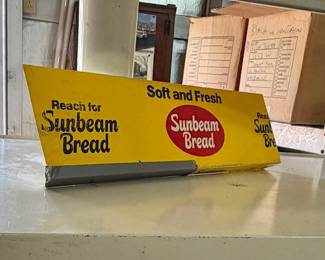 Soft and Fresh
Reach for
Sunbeam
Bread
Sunbeam
Bread